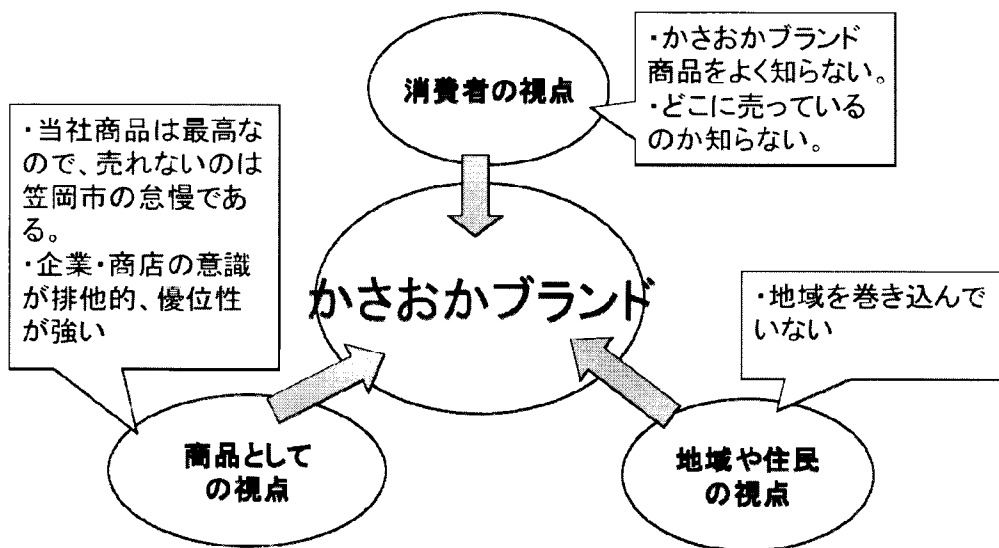 消費者の視点
・かさおかブランド
商品をよく知らない。
・どこに売っている
のか知らない。
・当社商品は最高な
ので、売れないのは
笠岡市の怠慢であ
る。
・企業・商店の意識
が排他的、優位性
が強い
かさおかブランド
・地域を巻き込んで
いない
商品として
の視点
地域や住民
の視点